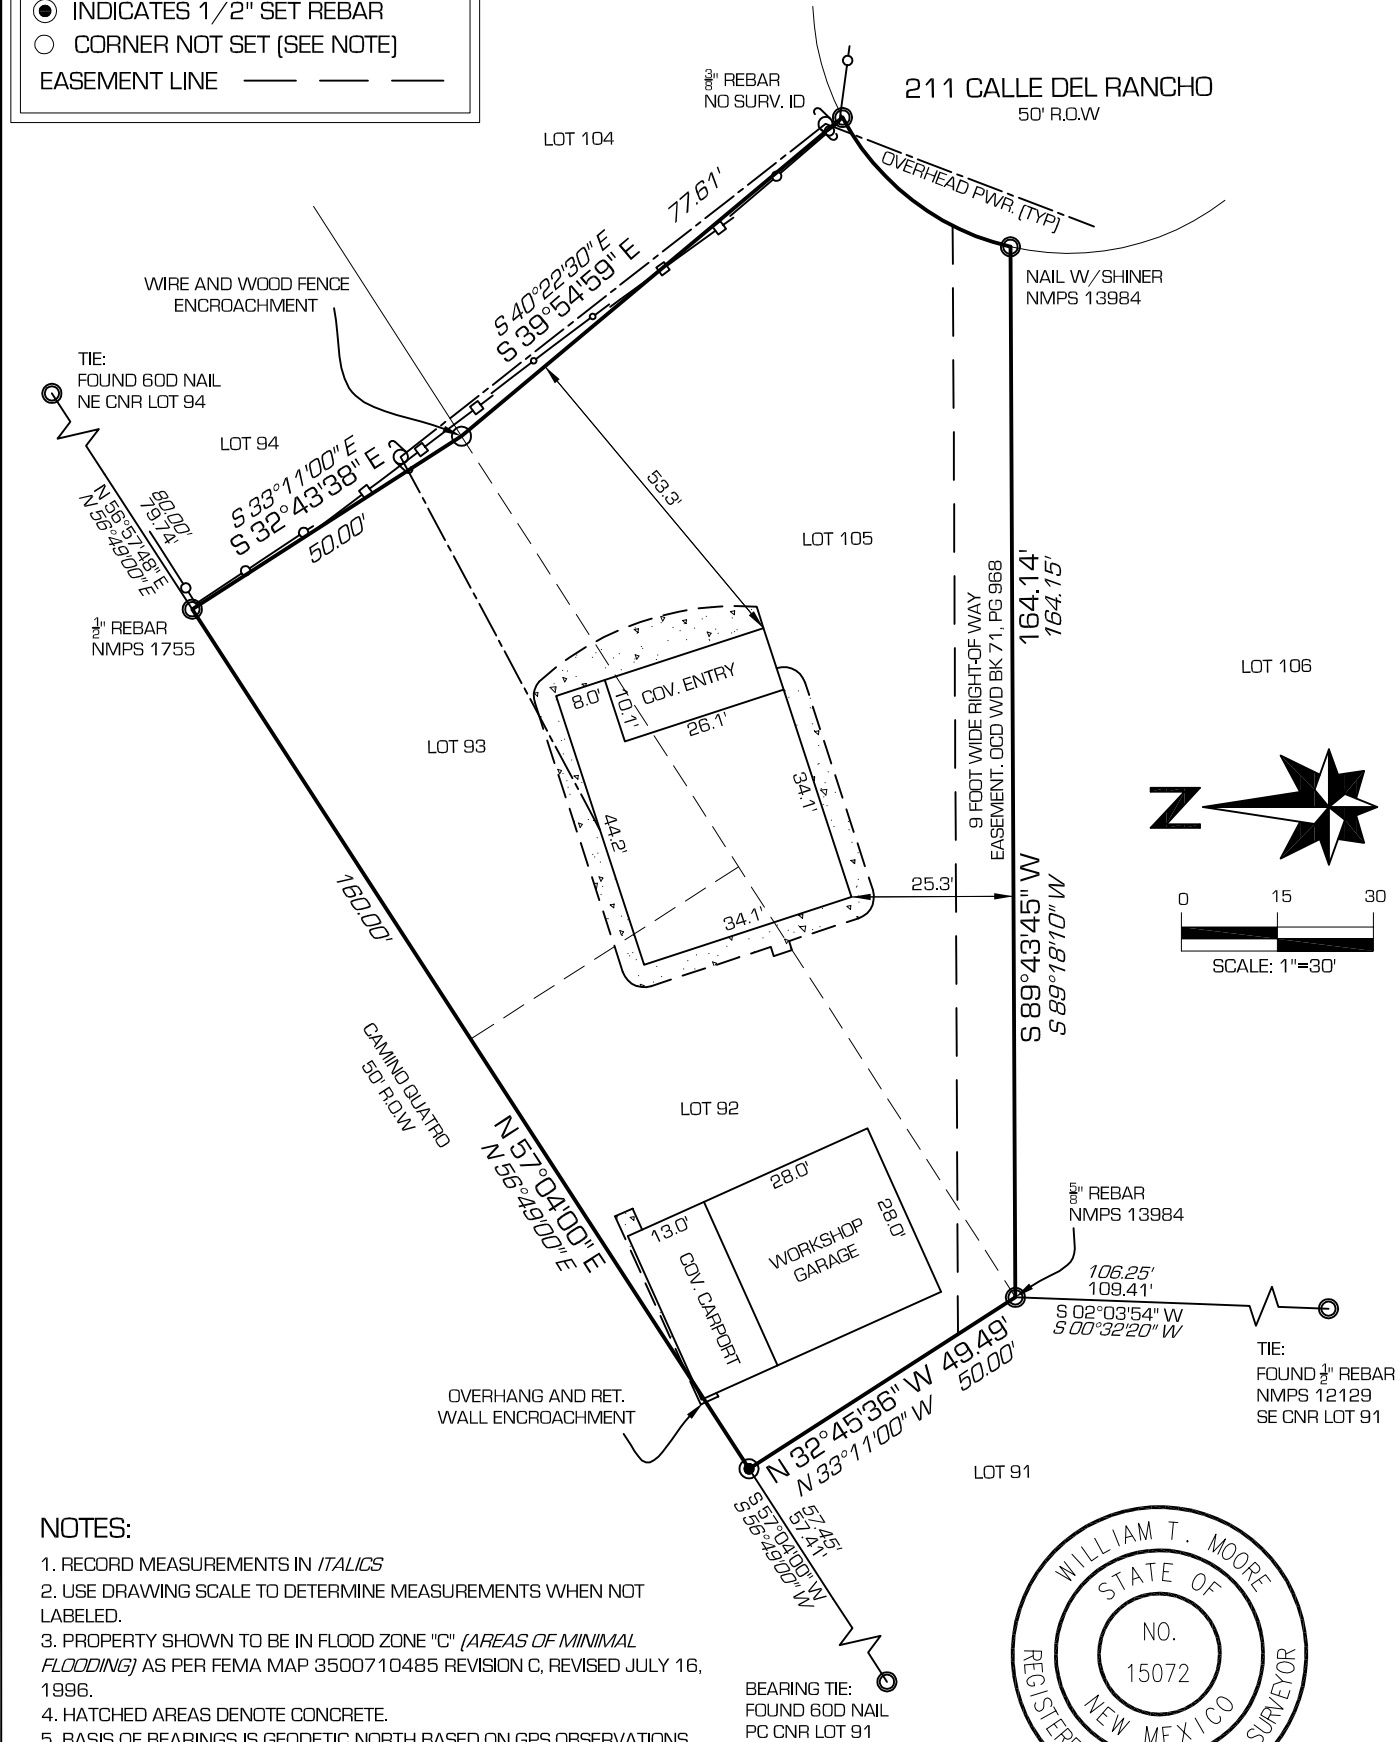 INDICATES 1/2" SET REBAR
CORNER NOT SET (SEE NOTE)
EASEMENT LINE
3/8" REBAR
NO SURV. ID
211 CALLE DEL RANCHO
50' R.O.W
LOT 104
OVERHEAD PWR. (TYP)
77.61'
S 40°22'30" E
S 39°54'59" E
NAIL W/SHINER
NMPS 13984
WIRE AND WOOD FENCE
ENCROACHMENT
TIE:
FOUND 60D NAIL
NE CNR LOT 94
LOT 94
S 33°11'00" E
S 32°43'38" E
50.00'
80.00'
79.74'
N 56°57'48" E
N 56°49'00" E
1/2" REBAR
NMPS 1755
53.3'
LOT 105
9 FOOT WIDE RIGHT-OF WAY
EASEMENT. OCD WD BK 71, PG 968
164.14'
164.15'
LOT 106
COV. ENTRY
8.0'
10.1'
26.1'
LOT 93
34.1'
44.2'
34.1'
25.3'
S 89°43'45" W
S 89°18'10" W
N
0 15 30
SCALE: 1"=30'
160.00'
CAMINO QUATRO
50' R.O.W
LOT 92
N 57°04'00" E
N 56°49'00" E
28.0'
28.0'
13.0'
WORKSHOP
GARAGE
COV. CARPORT
5/8" REBAR
NMPS 13984
106.25'
109.41'
S 02°03'54" W
S 00°32'20" W
TIE:
FOUND 1/2" REBAR
NMPS 12129
SE CNR LOT 91
OVERHANG AND RET.
WALL ENCROACHMENT
N 32°45'36" W 49.49'
N 33°11'00" W 50.00'
LOT 91
57.45'
57.41'
S 57°04'00" W
S 56°49'00" W
BEARING TIE:
FOUND 60D NAIL
PC CNR LOT 91
NOTES:
1. RECORD MEASUREMENTS IN ITALICS
2. USE DRAWING SCALE TO DETERMINE MEASUREMENTS WHEN NOT
LABELED.
3. PROPERTY SHOWN TO BE IN FLOOD ZONE "C" (AREAS OF MINIMAL
FLOODING) AS PER FEMA MAP 3500710485 REVISION C, REVISED JULY 16,
1996.
4. HATCHED AREAS DENOTE CONCRETE.
5. BASIS OF BEARINGS IS GEODETIC NORTH BASED ON GPS OBSERVATIONS
WILLIAM T. MOORE
STATE OF
NO.
15072
NEW MEXICO
REGISTERE
SURVEYOR